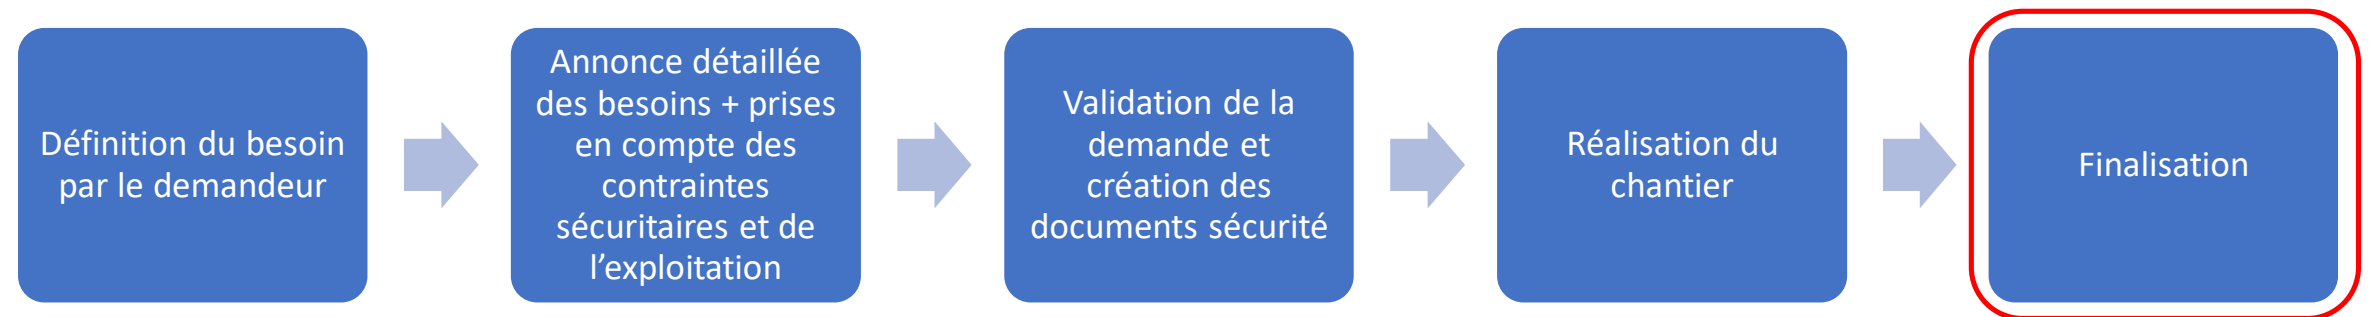 Définition du besoin
par le demandeur
Annonce détaillée
des besoins + prises
en compte des
contraintes
sécuritaires et de
l’exploitation
Validation de la
demande et
création des
documents sécurité
Réalisation du
chantier
Finalisation